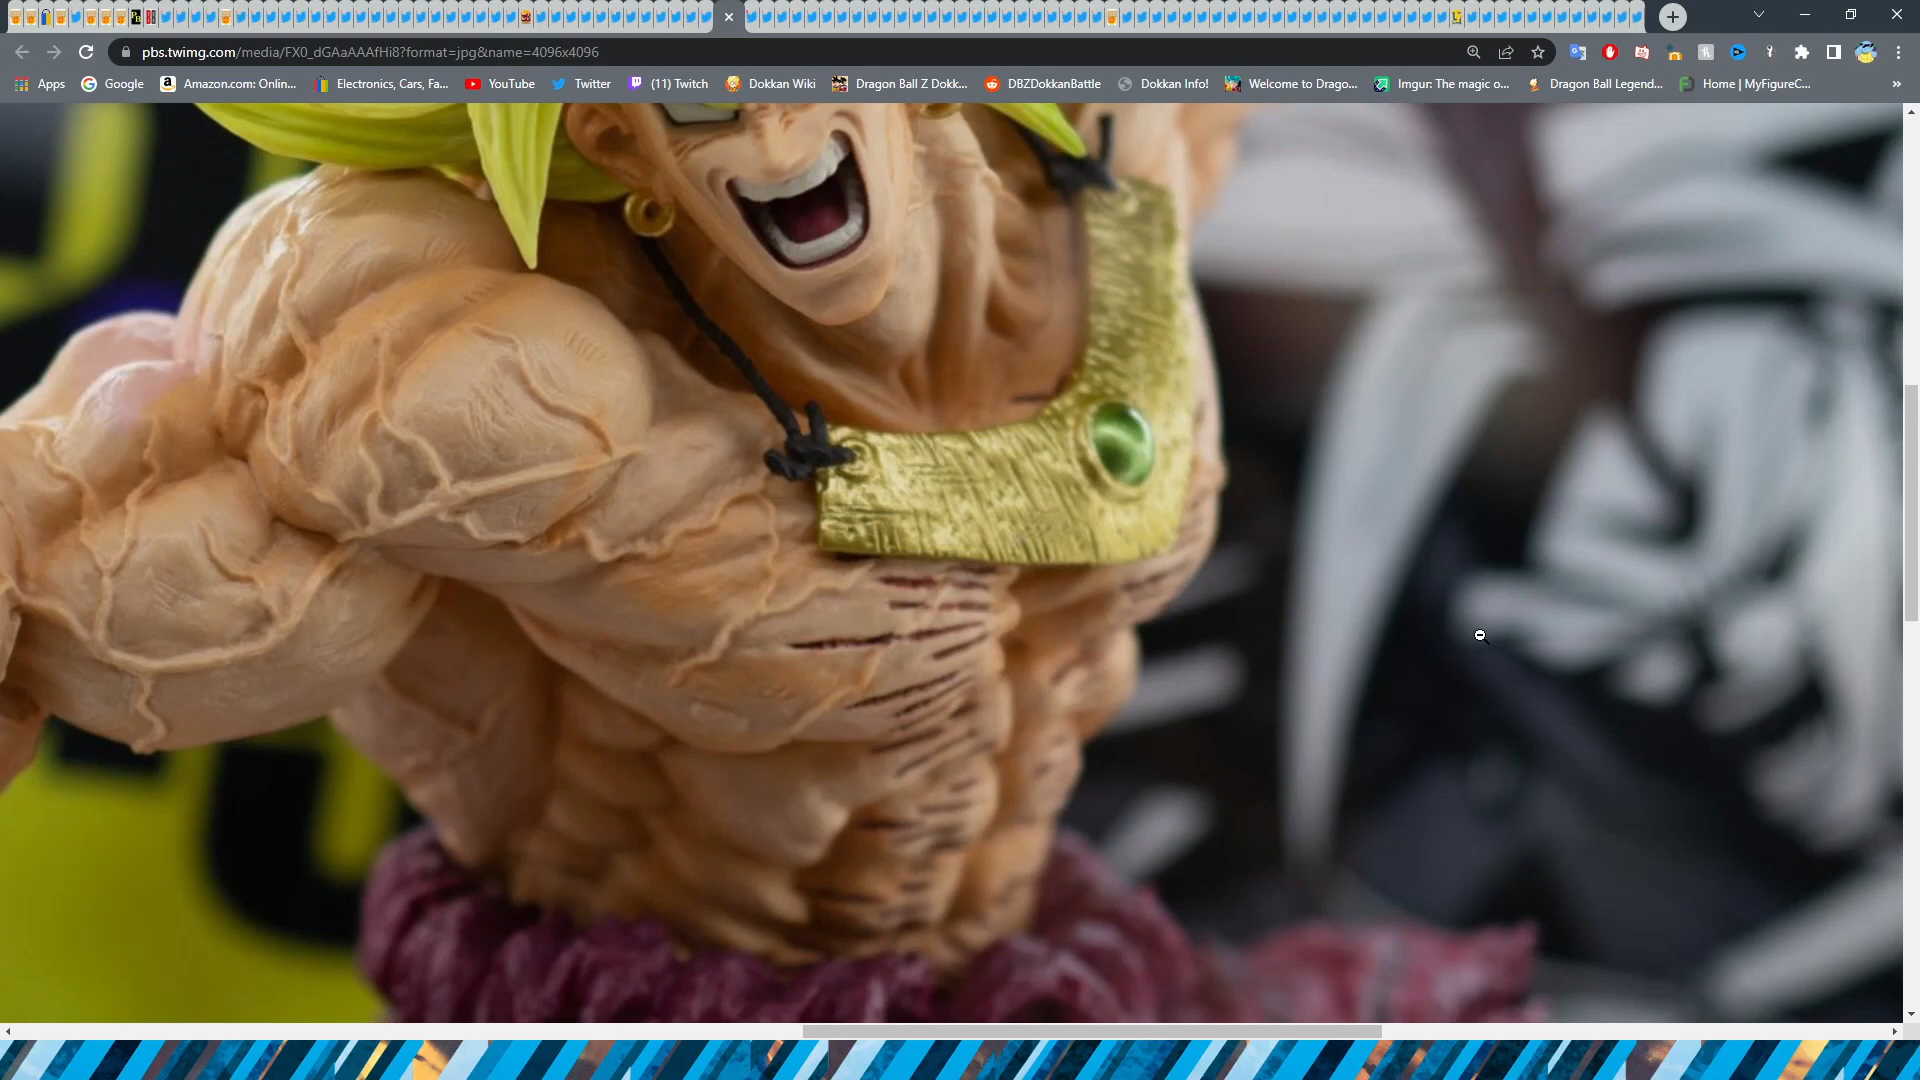 pbs.twimg.com/media/FX0_dGAaAAAfHi8?format=jpg&name=4096x4096
Apps Google Amazon.com: Onlin... Electronics, Cars, Fa... YouTube Twitter (11) Twitch Dokkan Wiki Dragon Ball Z Dokk... DBZDokkanBattle Dokkan Info! Welcome to Drago... Imgur: The magic o... Dragon Ball Legend... Home | MyFigureC... »